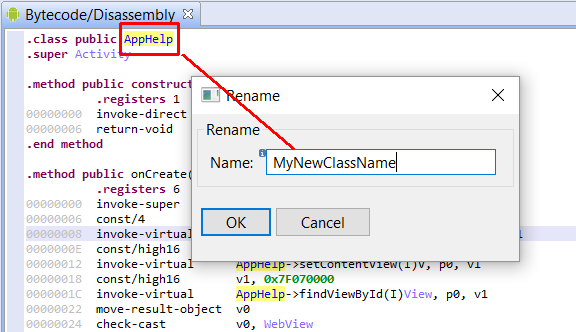 Bytecode/Disassembly
.class public AppHelp
.super Activity
.method public construct
.registers 1
00000000 invoke-direct
00000006 return-void
.end method
.method public onCreate(
.registers 6
00000000 invoke-super
00000006 const/4
00000008 invoke-virtual 1
0000000E const/high16
00000012 invoke-virtual AppHelp->setContentView(I)V, p0, v1
00000018 const/high16 v1, 0x7F070000
0000001C invoke-virtual AppHelp->findViewById(I)View, p0, v1
00000022 move-result-object v0
00000024 check-cast v0, WebView
Rename
Rename
Name: MyNewClassName
OK Cancel